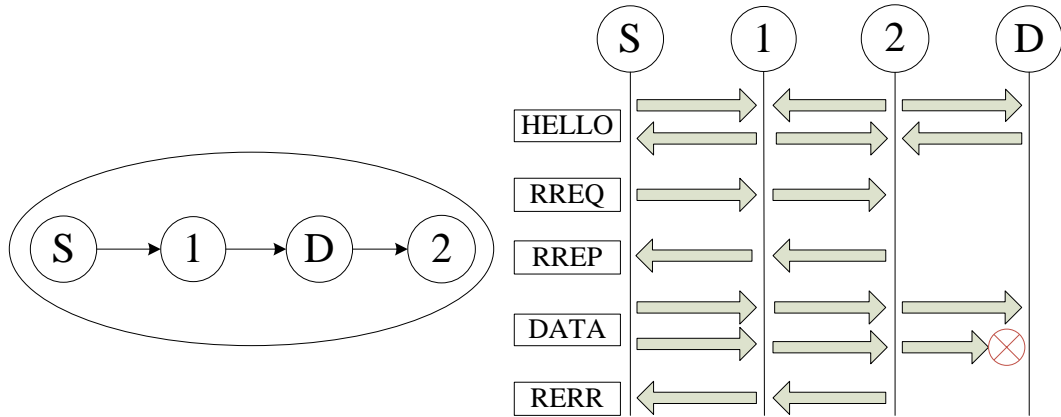 S 1 D 2
S 1 2 D
HELLO
RREQ
RREP
DATA
RERR